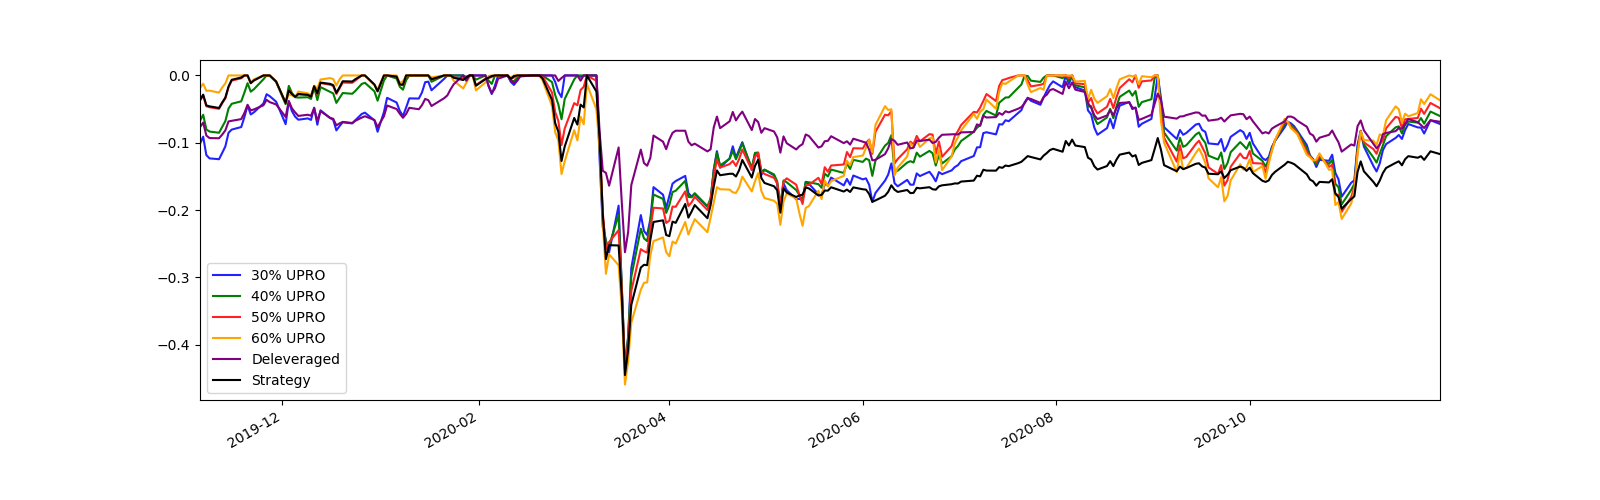 0.0
−0.1
−0.2
−0.3
−0.4
30% UPRO
40% UPRO
50% UPRO
60% UPRO
Deleveraged
Strategy
2019-12
2020-02
2020-04
2020-06
2020-08
2020-10